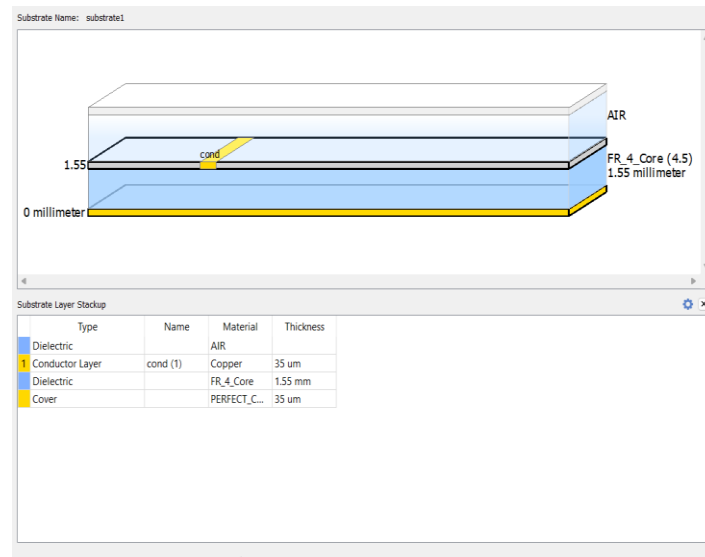 Substrate Name: substrate1
AIR
cond
1.55
FR_4_Core (4.5)
1.55 millimeter
0 millimeter
Substrate Layer Stackup
Type Name Material Thickness
Dielectric AIR
1 Conductor Layer cond (1) Copper 35 um
Dielectric FR_4_Core 1.55 mm
Cover PERFECT_C... 35 um